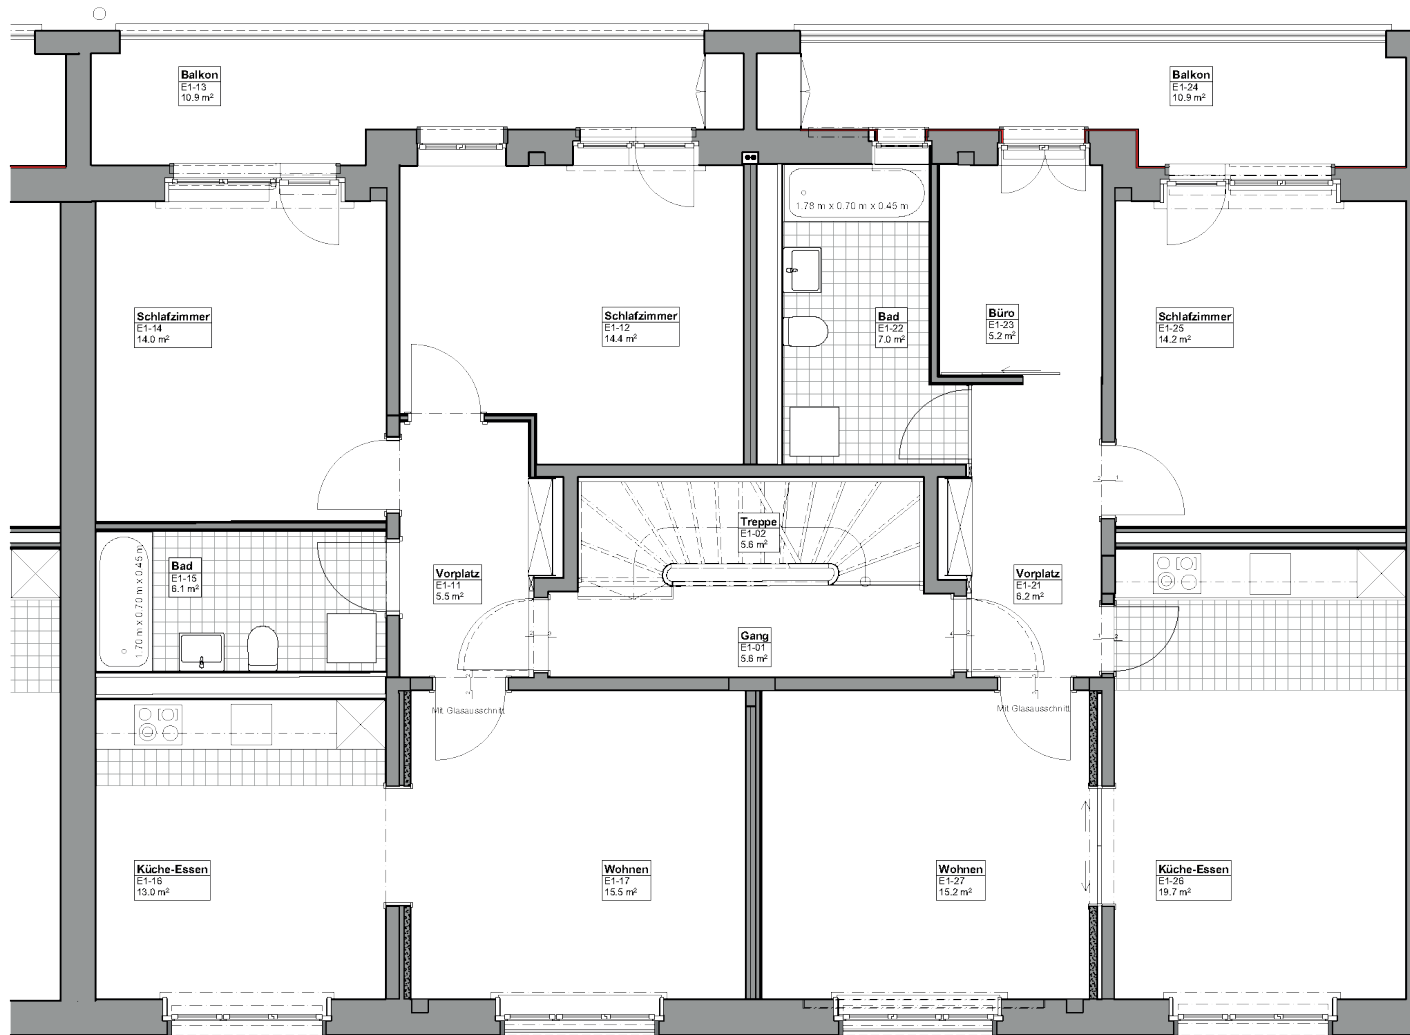 Balkon
E1-13
10.9 m²
Balkon
E1-24
10.9 m²
1.78 m x 0.70 m x 0.45 m
Schlafzimmer
E1-14
14.0 m²
Schlafzimmer
E1-12
14.4 m²
Bad
E1-22
7.0 m²
Büro
E1-23
5.2 m²
Schlafzimmer
E1-25
14.2 m²
Treppe
E1-02
5.6 m²
Bad
E1-15
6.1 m²
1.70 m x 0.70 m x 0.45 m
Vorplatz
E1-11
5.5 m²
Vorplatz
E1-21
6.2 m²
Gang
E1-01
5.6 m²
Mit Glasausschnitt
Mit Glasausschnitt
Küche-Essen
E1-16
13.0 m²
Wohnen
E1-17
15.5 m²
Wohnen
E1-27
15.2 m²
Küche-Essen
E1-26
19.7 m²